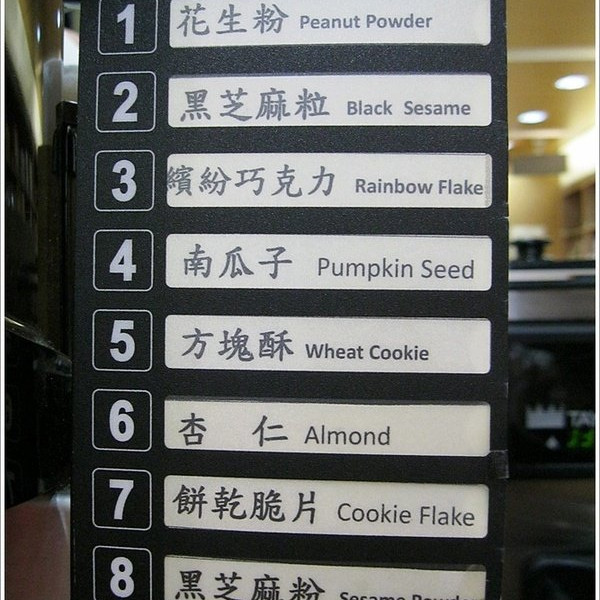 1 花生粉 Peanut Powder
2 黑芝麻粒 Black Sesame
3 繽紛巧克力 Rainbow Flake
4 南瓜子 Pumpkin Seed
5 方塊酥 Wheat Cookie
6 杏 仁 Almond
7 餅乾脆片 Cookie Flake
8 黑芝麻粉 Sesame Powder